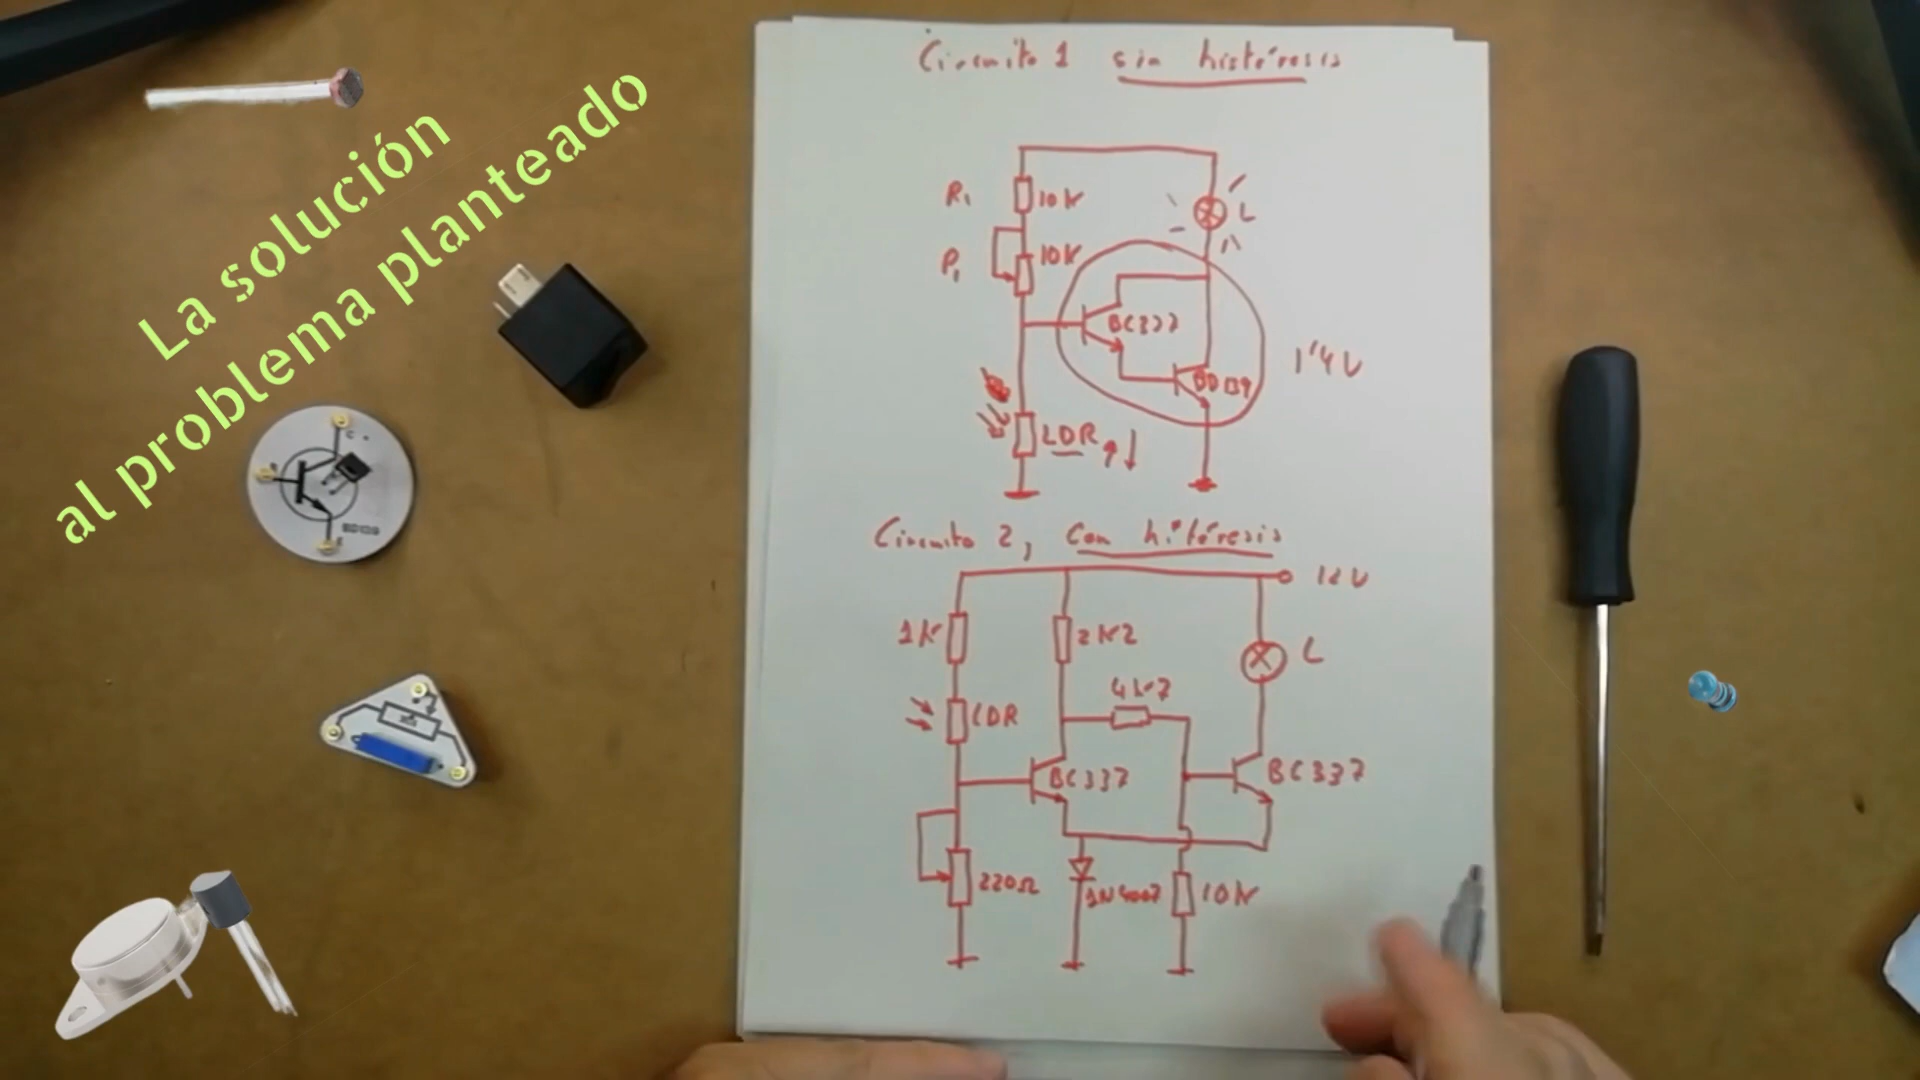 La solución
al problema planteado
Circuito 1 sin histéresis
R1 10K
L
P1 10K
BC337
BD139
1'4V
LDR
Circuito 2, con hitéresis
12V
1K
2K2
L
4K7
LDR
BC337
BC337
220Ω
1N4007
10K
C
BD139